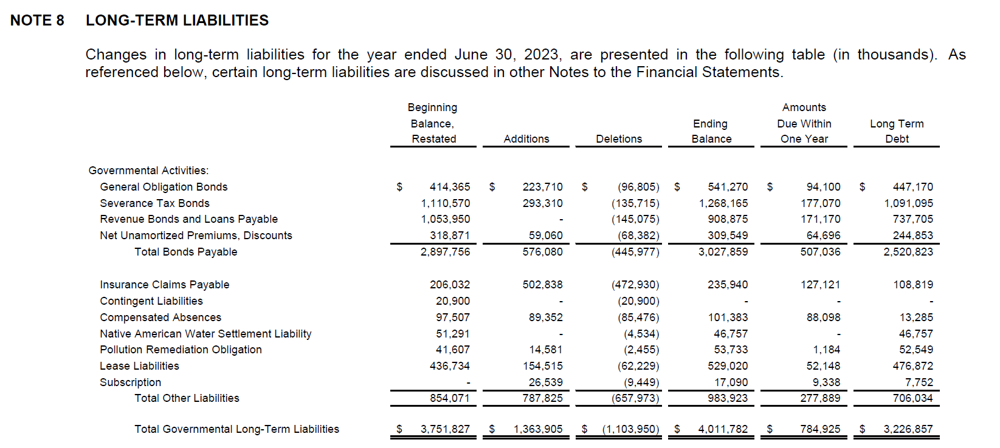 NOTE 8 LONG-TERM LIABILITIES
Changes in long-term liabilities for the year ended June 30, 2023, are presented in the following table (in thousands). As
referenced below, certain long-term liabilities are discussed in other Notes to the Financial Statements.
Beginning Amounts
Balance, Ending Due Within Long Term
Restated Additions Deletions Balance One Year Debt
Governmental Activities:
General Obligation Bonds $ 414,365 $ 223,710 $ (96,805) $ 541,270 $ 94,100 $ 447,170
Severance Tax Bonds 1,110,570 293,310 (135,715) 1,268,165 177,070 1,091,095
Revenue Bonds and Loans Payable 1,053,950 - (145,075) 908,875 171,170 737,705
Net Unamortized Premiums, Discounts 318,871 59,060 (68,382) 309,549 64,696 244,853
Total Bonds Payable 2,897,756 576,080 (445,977) 3,027,859 507,036 2,520,823
Insurance Claims Payable 206,032 502,838 (472,930) 235,940 127,121 108,819
Contingent Liabilities 20,900 - (20,900) - - -
Compensated Absences 97,507 89,352 (85,476) 101,383 88,098 13,285
Native American Water Settlement Liability 51,291 - (4,534) 46,757 - 46,757
Pollution Remediation Obligation 41,607 14,581 (2,455) 53,733 1,184 52,549
Lease Liabilities 436,734 154,515 (62,229) 529,020 52,148 476,872
Subscription - 26,539 (9,449) 17,090 9,338 7,752
Total Other Liabilities 854,071 787,825 (657,973) 983,923 277,889 706,034
Total Governmental Long-Term Liabilities $ 3,751,827 $ 1,363,905 $ (1,103,950) $ 4,011,782 $ 784,925 $ 3,226,857